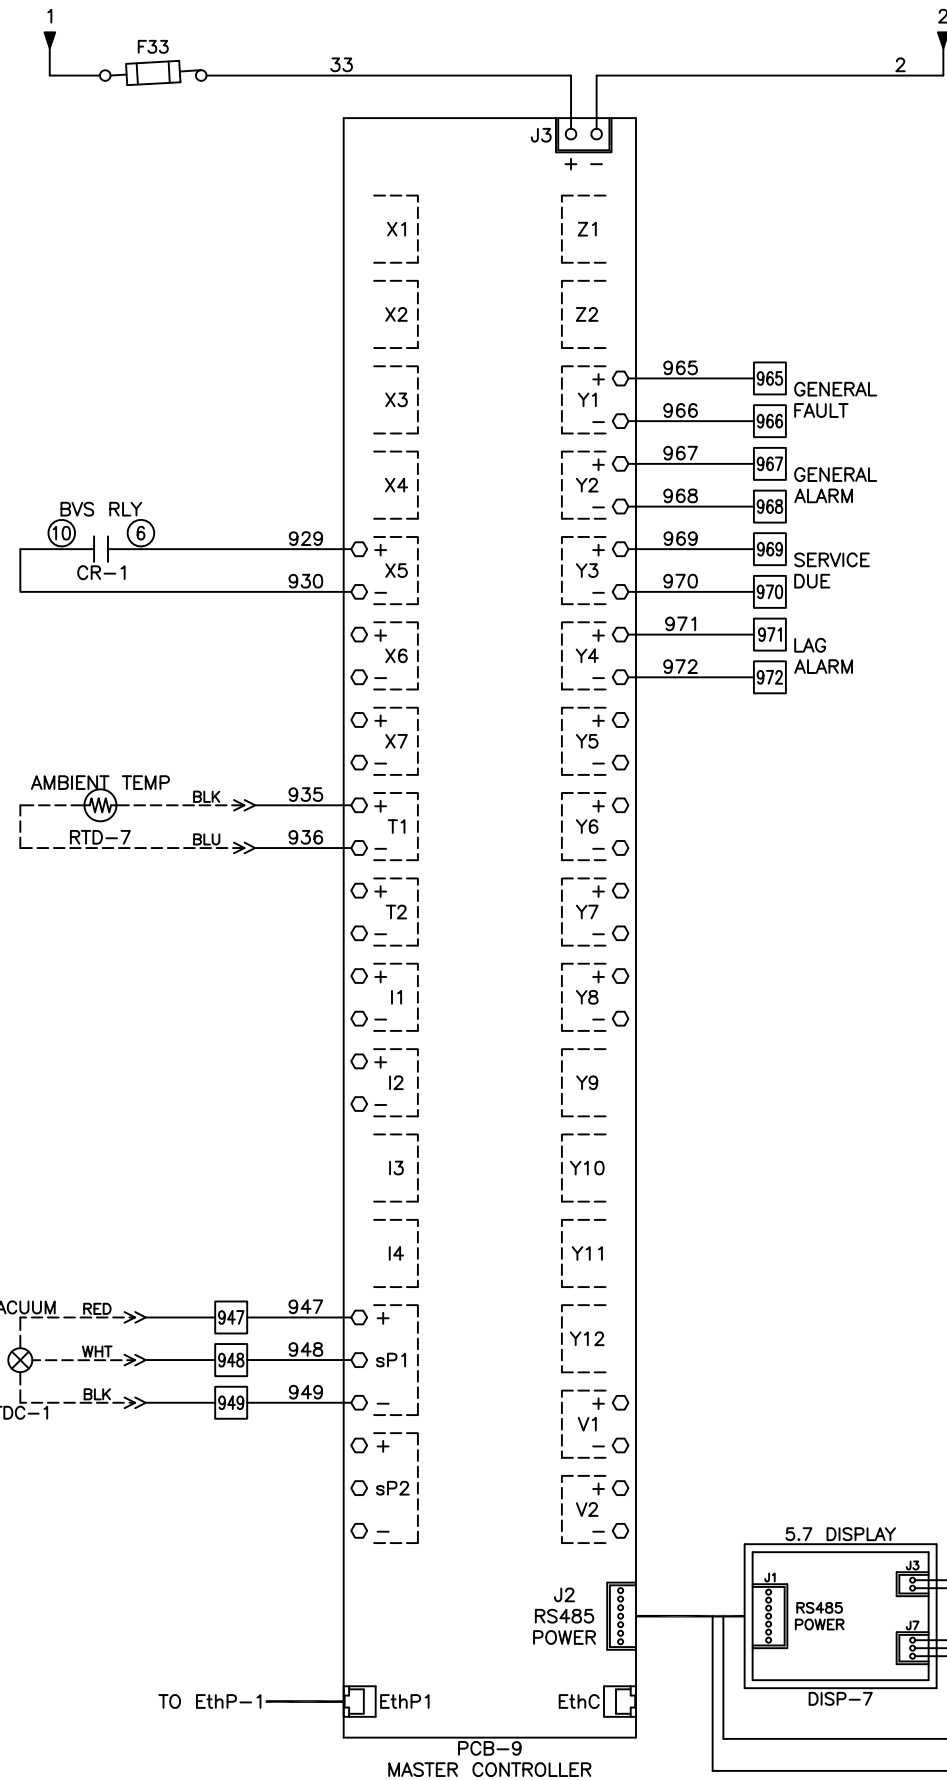 1
2
F33
33
2
J3
+ −
X1
Z1
X2
Z2
X3
+ Y1 −
965
965
966
966
GENERAL
FAULT
X4
+ Y2 −
967
967
968
968
GENERAL
ALARM
BVS RLY
10
6
CR−1
929
930
+ X5 −
+ Y3 −
969
969
970
970
SERVICE
DUE
+ X6 −
+ Y4 −
971
971
972
972
LAG
ALARM
+ X7 −
+ Y5 −
AMBIENT TEMP
RTD−7
BLK
935
BLU
936
+ T1 −
+ Y6 −
+ T2 −
+ Y7 −
+ I1 −
+ Y8 −
+ I2 −
Y9
I3
Y10
I4
Y11
ACUUM
RED
947
947
WHT
948
948
BLK
949
949
TDC−1
+ sP1 −
Y12
+ V1 −
+ sP2 −
+ V2 −
J2
RS485
POWER
5.7 DISPLAY
J1
RS485
POWER
J3
J7
DISP−7
TO EthP−1
EthP1
EthC
PCB−9
MASTER CONTROLLER